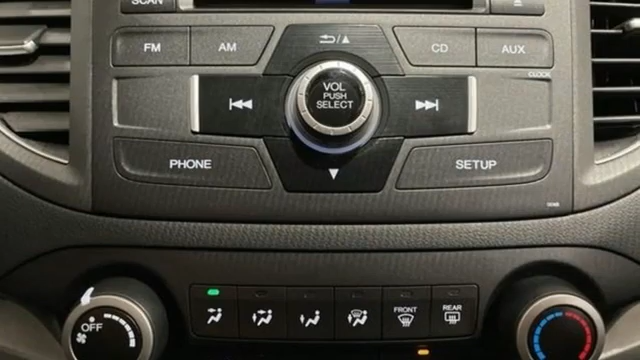 SCAN
FM
AM
CD
AUX
CLOCK
VOL
PUSH
SELECT
PHONE
SETUP
OFF
FRONT
REAR